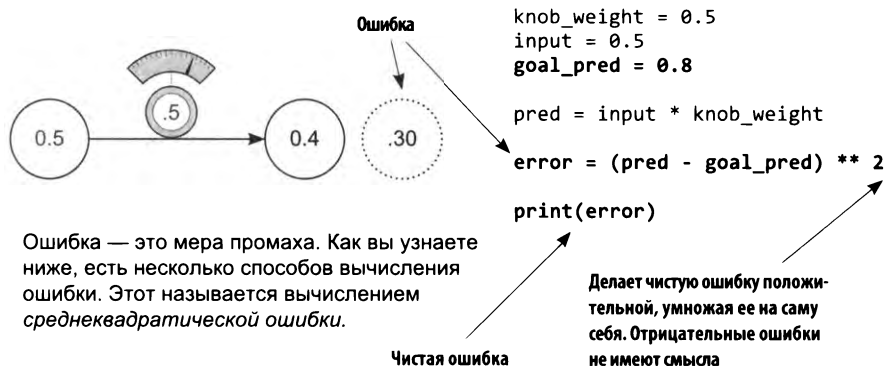 Ошибка
knob_weight = 0.5
input = 0.5
goal_pred = 0.8
pred = input * knob_weight
error = (pred - goal_pred) ** 2
print(error)
.5
0.5
0.4
.30
Ошибка — это мера промаха. Как вы узнаете
ниже, есть несколько способов вычисления
ошибки. Этот называется вычислением
среднеквадратической ошибки.
Чистая ошибка
Делает чистую ошибку положи-
тельной, умножая ее на саму
себя. Отрицательные ошибки
не имеют смысла